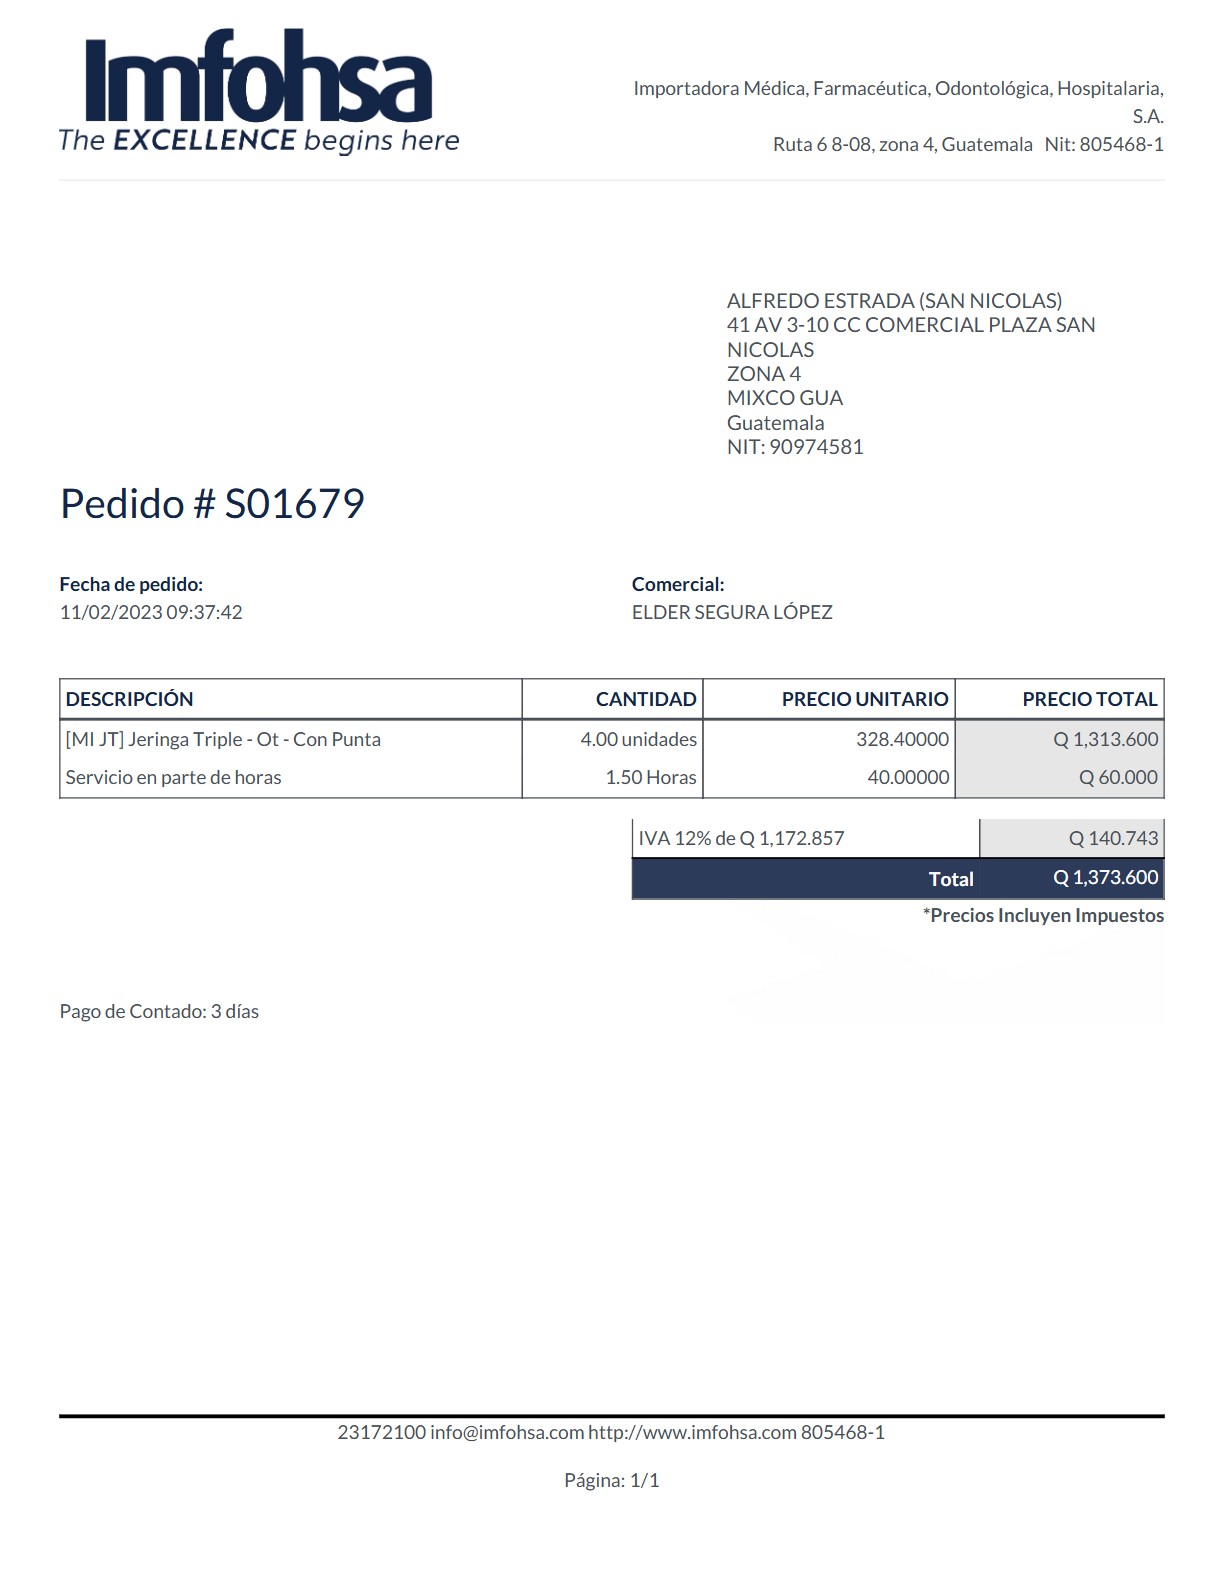 Imfohsa
The EXCELLENCE begins here
Importadora Médica, Farmacéutica, Odontológica, Hospitalaria,
S.A.
Ruta 6 8-08, zona 4, Guatemala Nit: 805468-1
ALFREDO ESTRADA (SAN NICOLAS)
41 AV 3-10 CC COMERCIAL PLAZA SAN
NICOLAS
ZONA 4
MIXCO GUA
Guatemala
NIT: 90974581
Pedido # S01679
Fecha de pedido: Comercial:
11/02/2023 09:37:42 ELDER SEGURA LÓPEZ
DESCRIPCIÓN CANTIDAD PRECIO UNITARIO PRECIO TOTAL
[MI JT] Jeringa Triple - Ot - Con Punta 4.00 unidades 328.40000 Q 1,313.600
Servicio en parte de horas 1.50 Horas 40.00000 Q 60.000
IVA 12% de Q 1,172.857 Q 140.743
Total Q 1,373.600
*Precios Incluyen Impuestos
Pago de Contado: 3 días
23172100 info@imfohsa.com http://www.imfohsa.com 805468-1
Página: 1/1